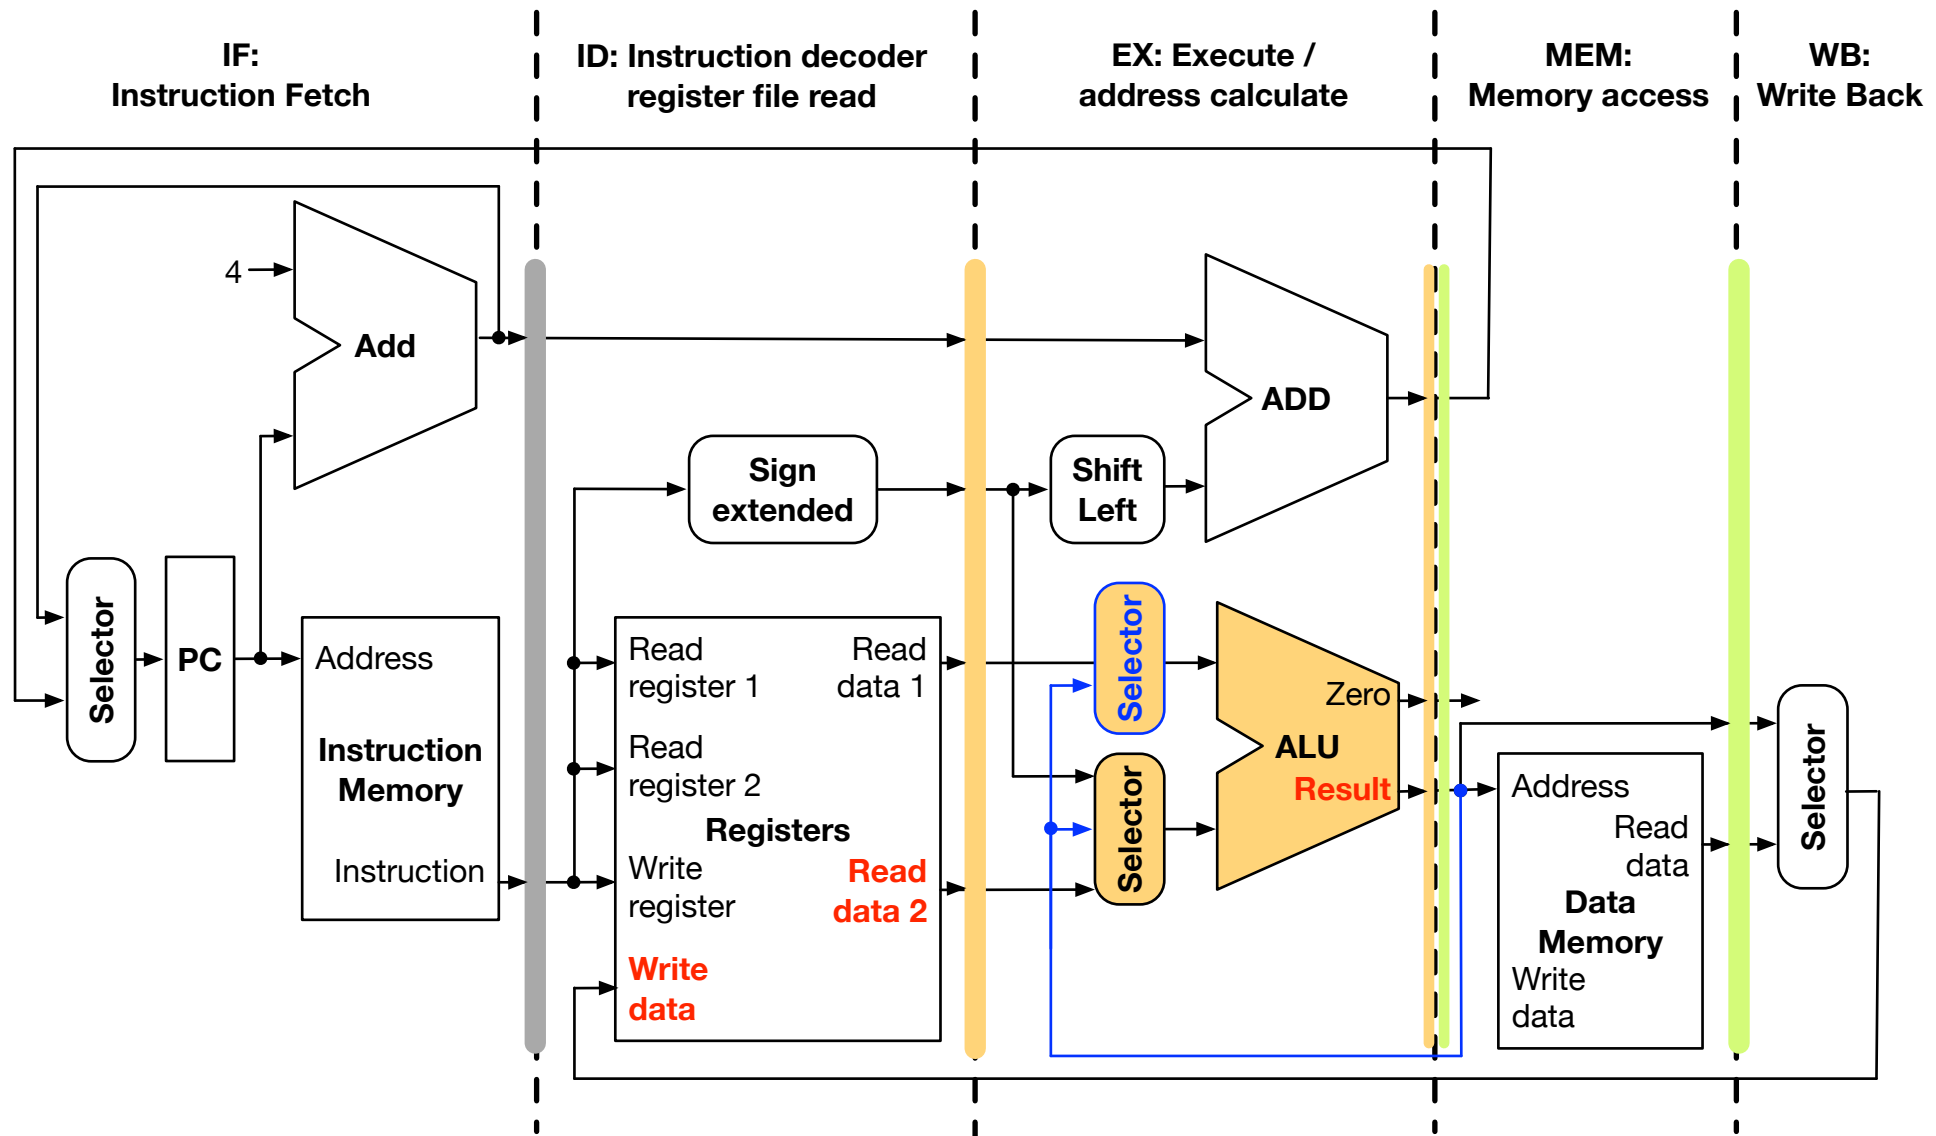 IF:
Instruction Fetch
ID: Instruction decoder
register file read
EX: Execute /
address calculate
MEM:
Memory access
WB:
Write Back
4
Add
ADD
Sign
extended
Shift
Left
Selector
PC
Address
Instruction
Memory
Instruction
Read
register 1
Read
data 1
Read
register 2
Registers
Write
register
Read
data 2
Write
data
Selector
Selector
Zero
ALU
Result
Address
Read
data
Data
Memory
Write
data
Selector